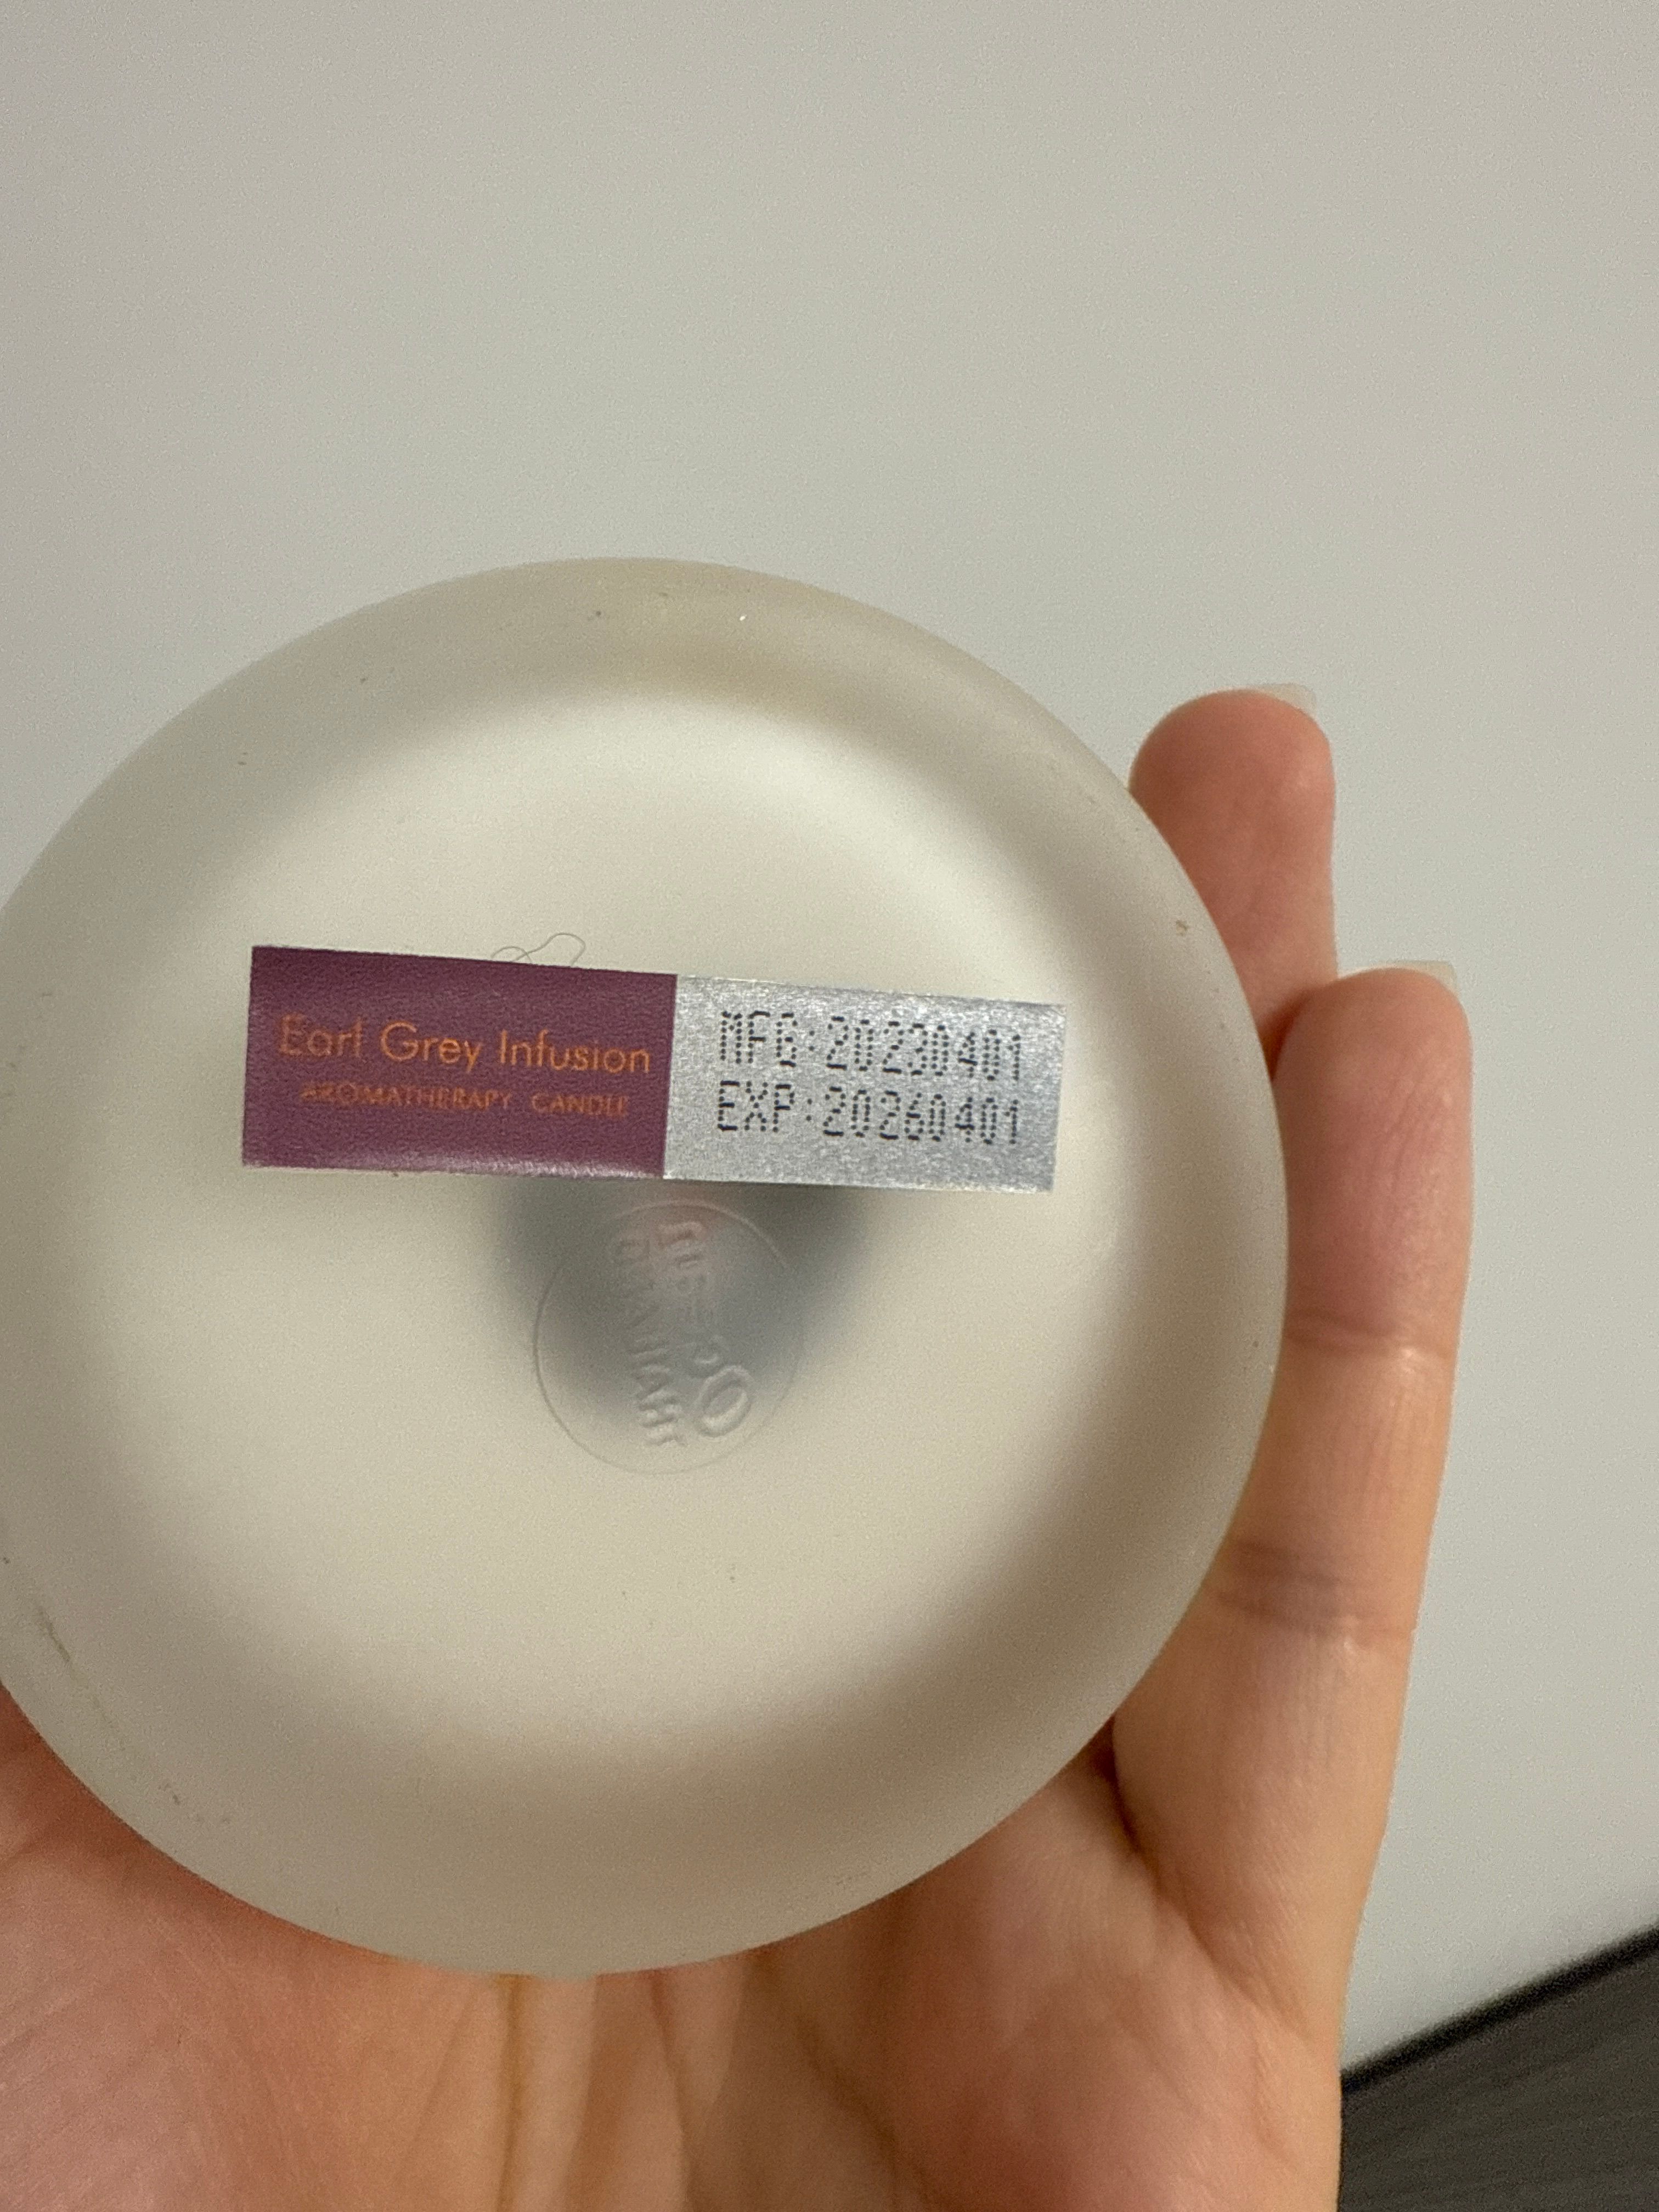 Earl Grey Infusion
AROMATHERAPY CANDLE
MFG:20230401
EXP:20260401